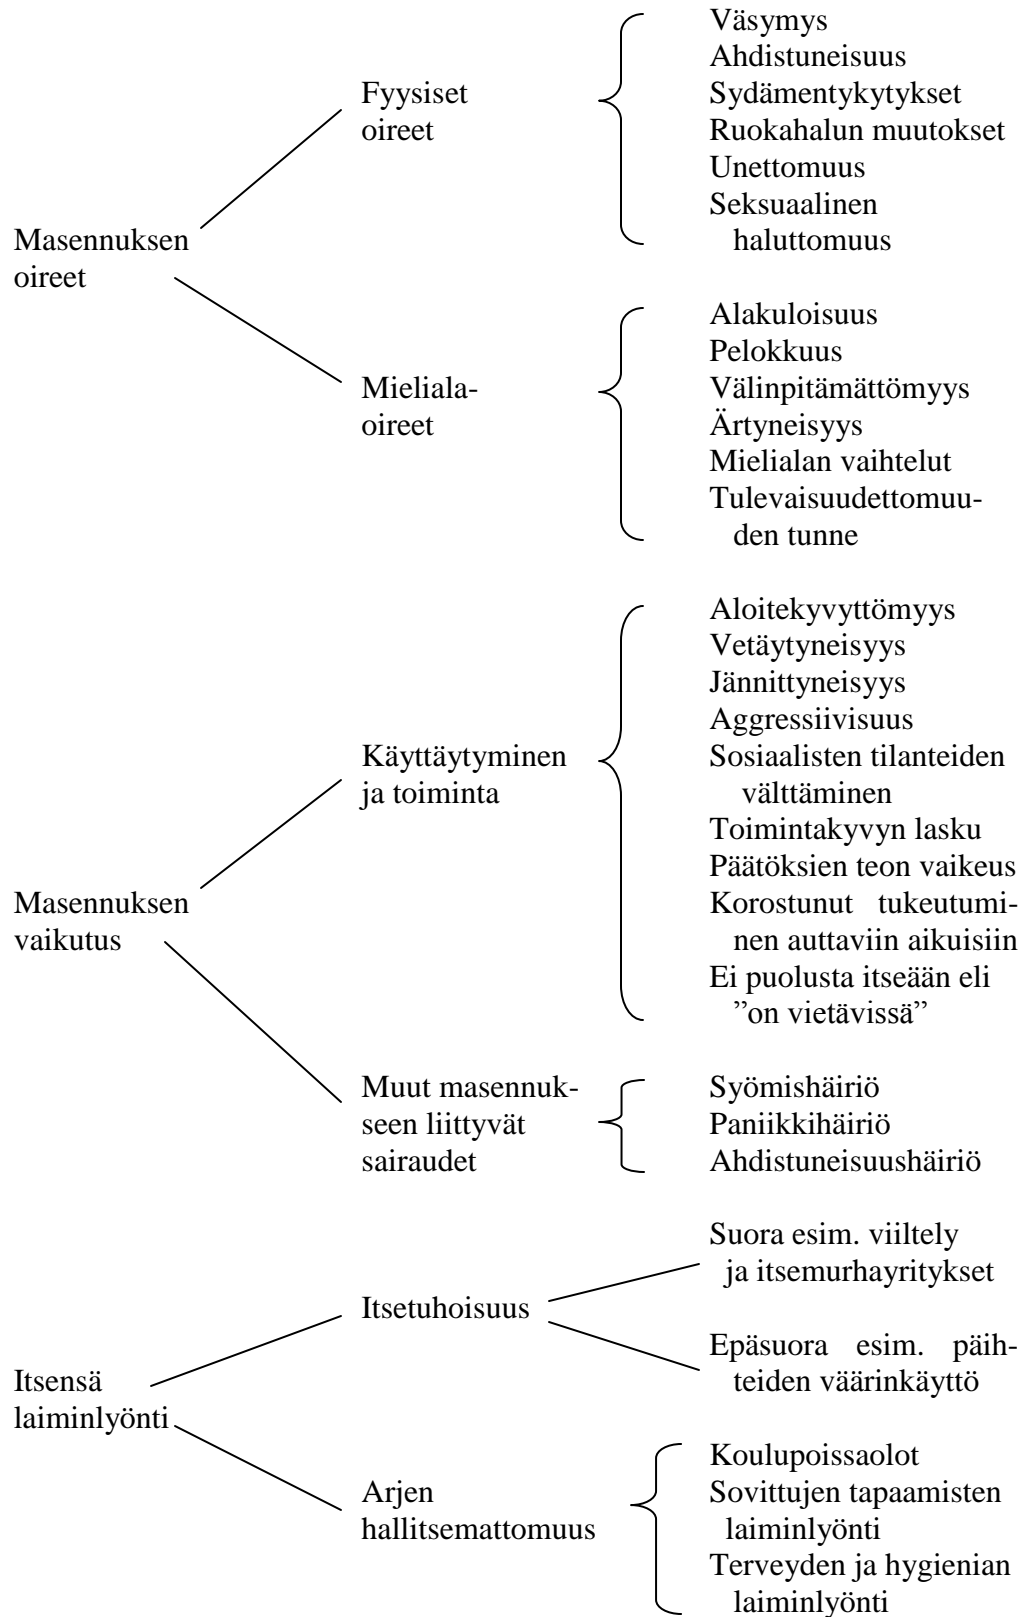 Masennuksen
oireet
Fyysiset
oireet
Väsymys
Ahdistuneisuus
Sydämentykytykset
Ruokahalun muutokset
Unettomuus
Seksuaalinen
haluttomuus
Mieliala-
oireet
Alakuloisuus
Pelokkuus
Välinpitämättömyys
Ärtyneisyys
Mielialan vaihtelut
Tulevaisuudettomuu-
den tunne
Masennuksen
vaikutus
Käyttäytyminen
ja toiminta
Aloitekyvyttömyys
Vetäytyneisyys
Jännittyneisyys
Aggressiivisuus
Sosiaalisten tilanteiden
välttäminen
Toimintakyvyn lasku
Päätöksien teon vaikeus
Korostunut tukeutumi-
nen auttaviin aikuisiin
Ei puolusta itseään eli
”on vietävissä”
Muut masennuk-
seen liittyvät
sairaudet
Syömishäiriö
Paniikkihäiriö
Ahdistuneisuushäiriö
Itsensä
laiminlyönti
Itsetuhoisuus
Suora esim. viiltely
ja itsemurhayritykset
Epäsuora esim. päih-
teiden väärinkäyttö
Arjen
hallitsemattomuus
Koulupoissaolot
Sovittujen tapaamisten
laiminlyönti
Terveyden ja hygienian
laiminlyönti